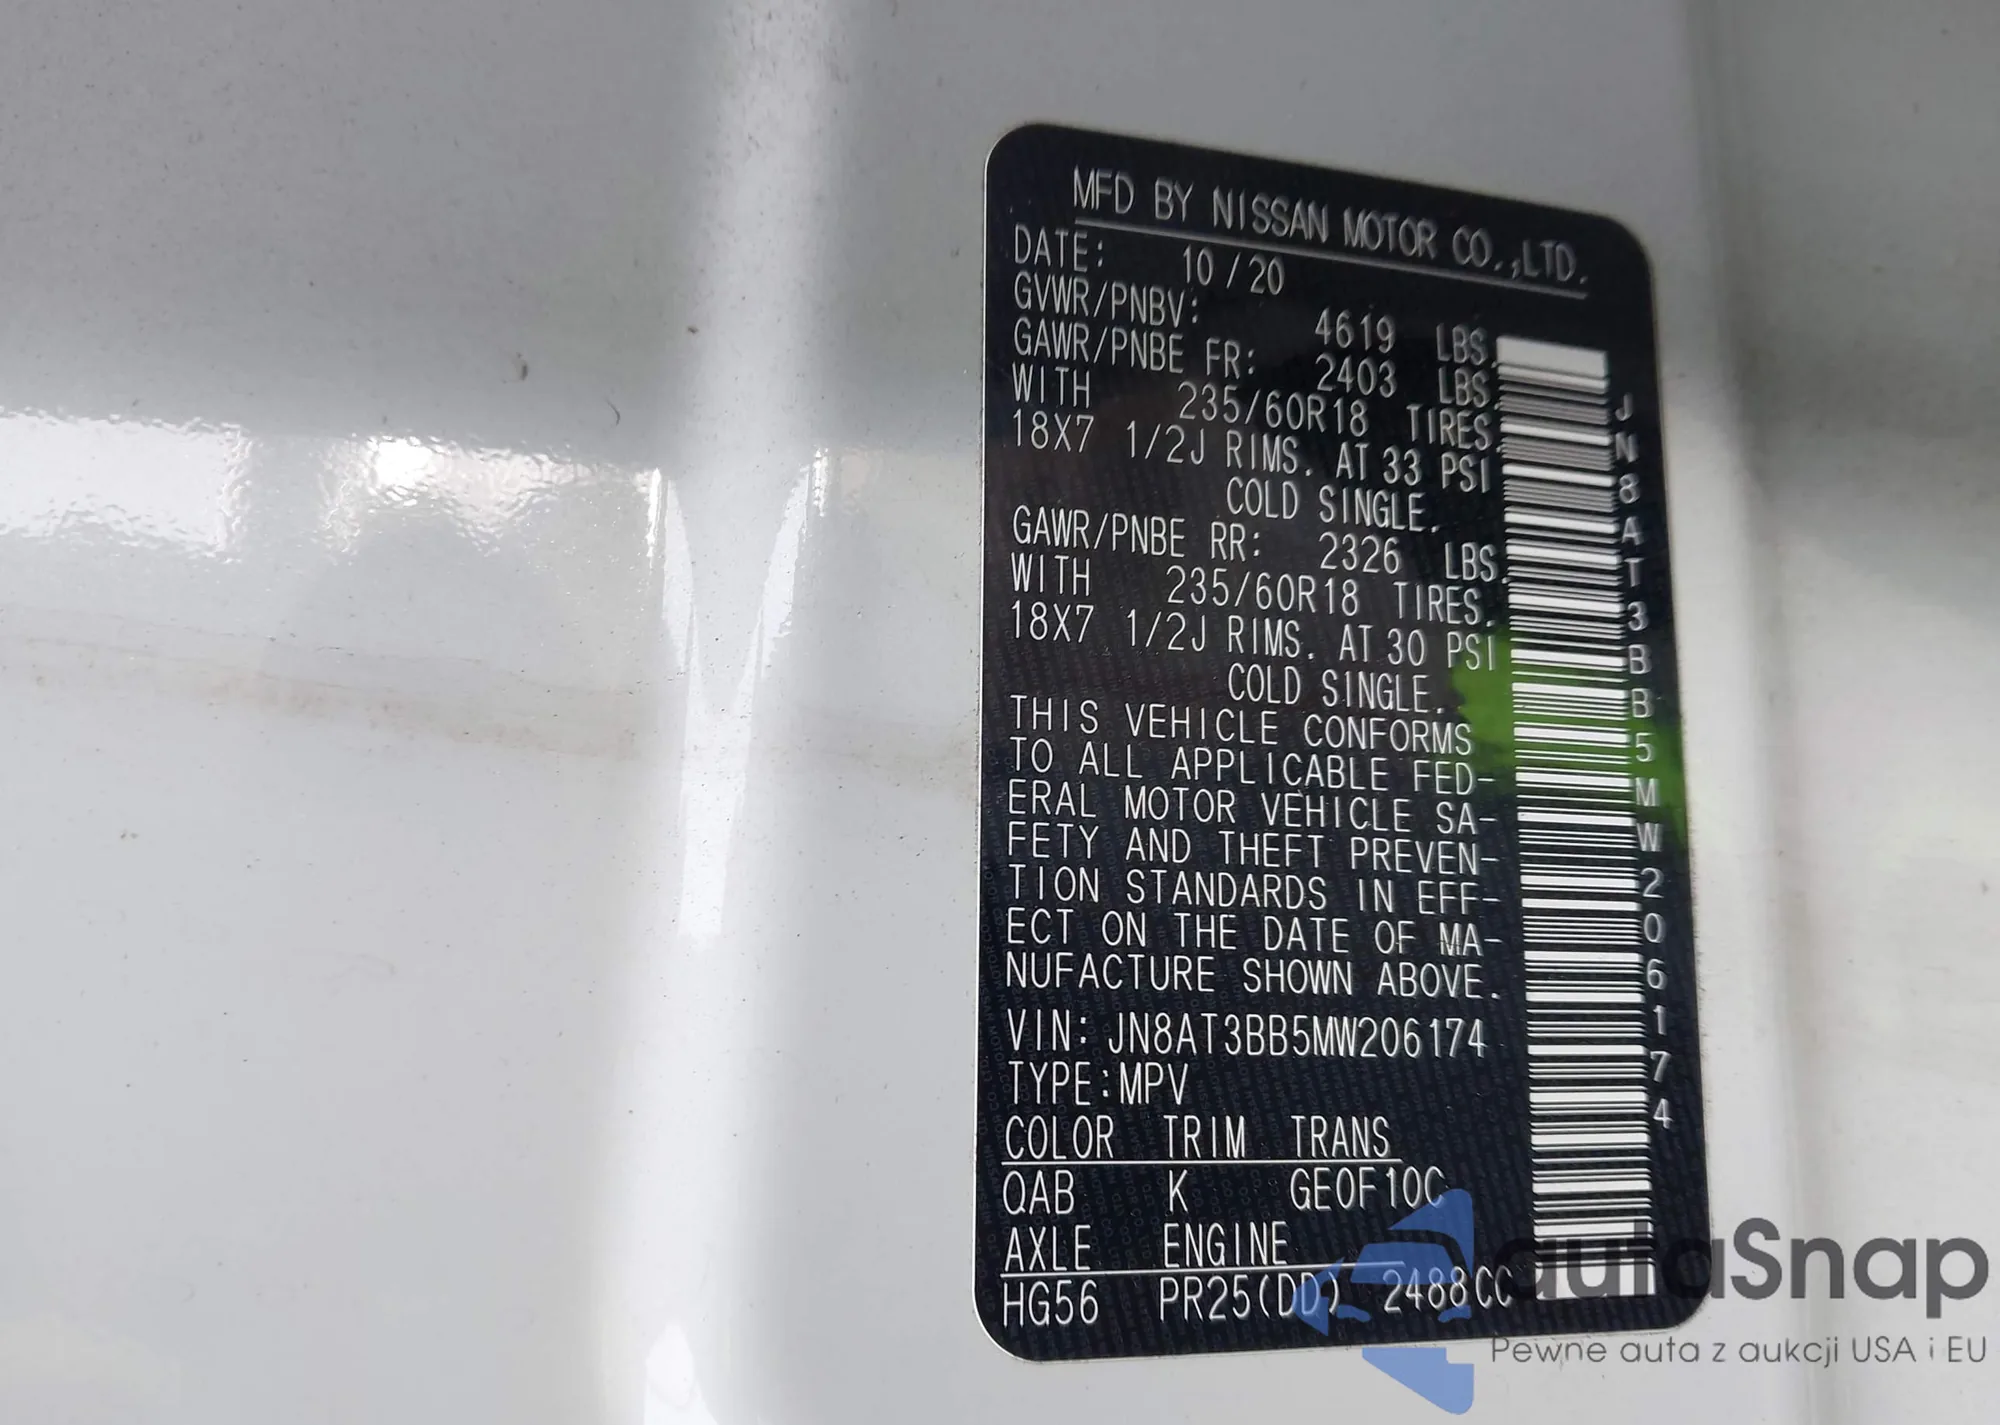 MFD BY NISSAN MOTOR CO.,LTD.
DATE: 10/20
GVWR/PNBV: 4619 LBS.
GAWR/PNBE FR: 2403 LBS.
WITH 235/60R18 TIRES.
18X7 1/2J RIMS. AT 33 PSI
COLD SINGLE.
GAWR/PNBE RR: 2326 LBS.
WITH 235/60R18 TIRES.
18X7 1/2J RIMS. AT 30 PSI
COLD SINGLE.
THIS VEHICLE CONFORMS
TO ALL APPLICABLE FED-
ERAL MOTOR VEHICLE SA-
FETY AND THEFT PREVEN-
TION STANDARDS IN EFF-
ECT ON THE DATE OF MA-
NUFACTURE SHOWN ABOVE.
VIN: JN8AT3BB5MW206174
TYPE:MPV
COLOR TRIM TRANS
QAB K GE0F10C
AXLE ENGINE
HG56 PR25(DD) 2488CC
JN8AT3BB5MW206174
autaSnap
Pewne auta z aukcji USA i EU